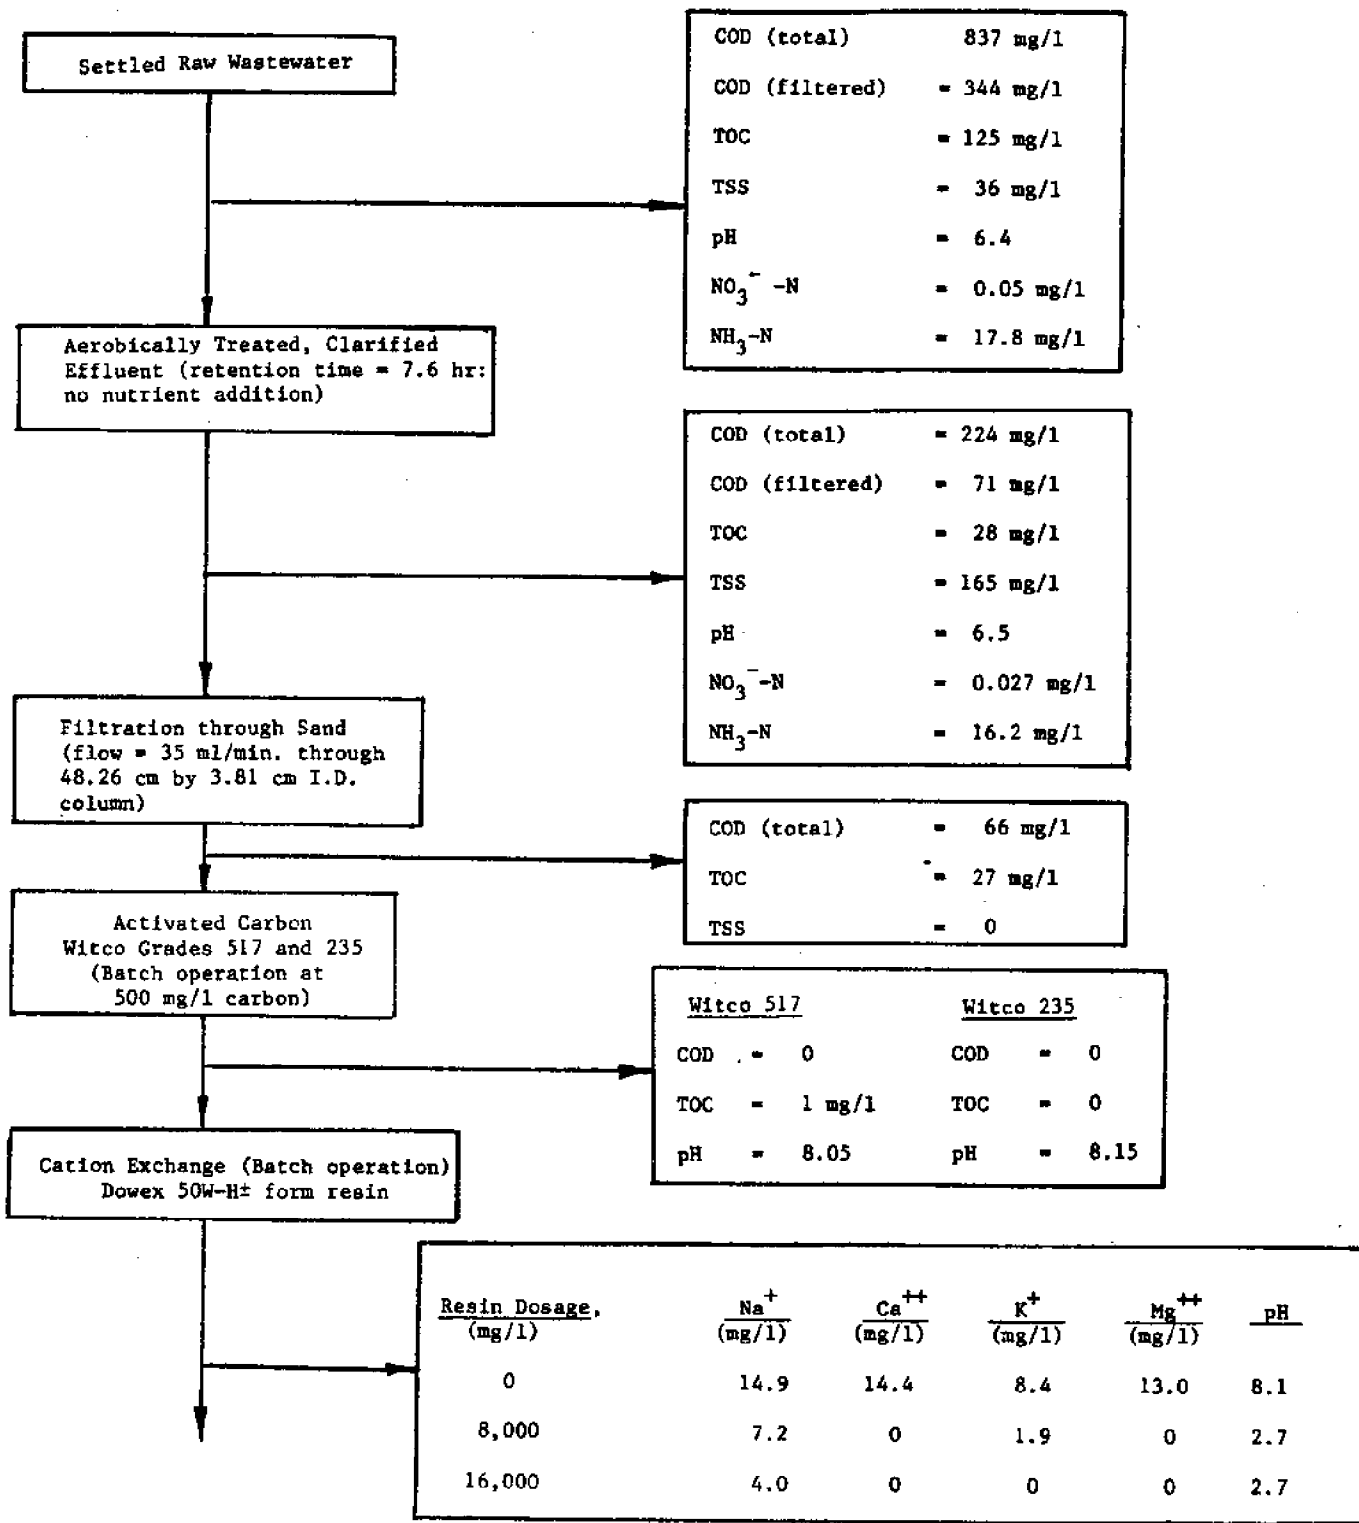 Settled Raw Wastewater
COD (total) 837 mg/l
COD (filtered) = 344 mg/l
TOC = 125 mg/l
TSS = 36 mg/l
pH = 6.4
NO3⁻ -N = 0.05 mg/l
NH3-N = 17.8 mg/l
Aerobically Treated, Clarified
Effluent (retention time = 7.6 hr:
no nutrient addition)
COD (total) = 224 mg/l
COD (filtered) = 71 mg/l
TOC = 28 mg/l
TSS = 165 mg/l
pH = 6.5
NO3⁻-N = 0.027 mg/l
NH3-N = 16.2 mg/l
Filtration through Sand
(flow = 35 ml/min. through
48.26 cm by 3.81 cm I.D.
column)
COD (total) = 66 mg/l
TOC = 27 mg/l
TSS = 0
Activated Carbon
Witco Grades 517 and 235
(Batch operation at
500 mg/l carbon)
Witco 517 Witco 235
COD = 0 COD = 0
TOC = 1 mg/l TOC = 0
pH = 8.05 pH = 8.15
Cation Exchange (Batch operation)
Dowex 50W-H± form resin
Resin Dosage, Na⁺ Ca⁺⁺ K⁺ Mg⁺⁺ pH
(mg/l) (mg/l) (mg/l) (mg/l) (mg/l)
0 14.9 14.4 8.4 13.0 8.1
8,000 7.2 0 1.9 0 2.7
16,000 4.0 0 0 0 2.7